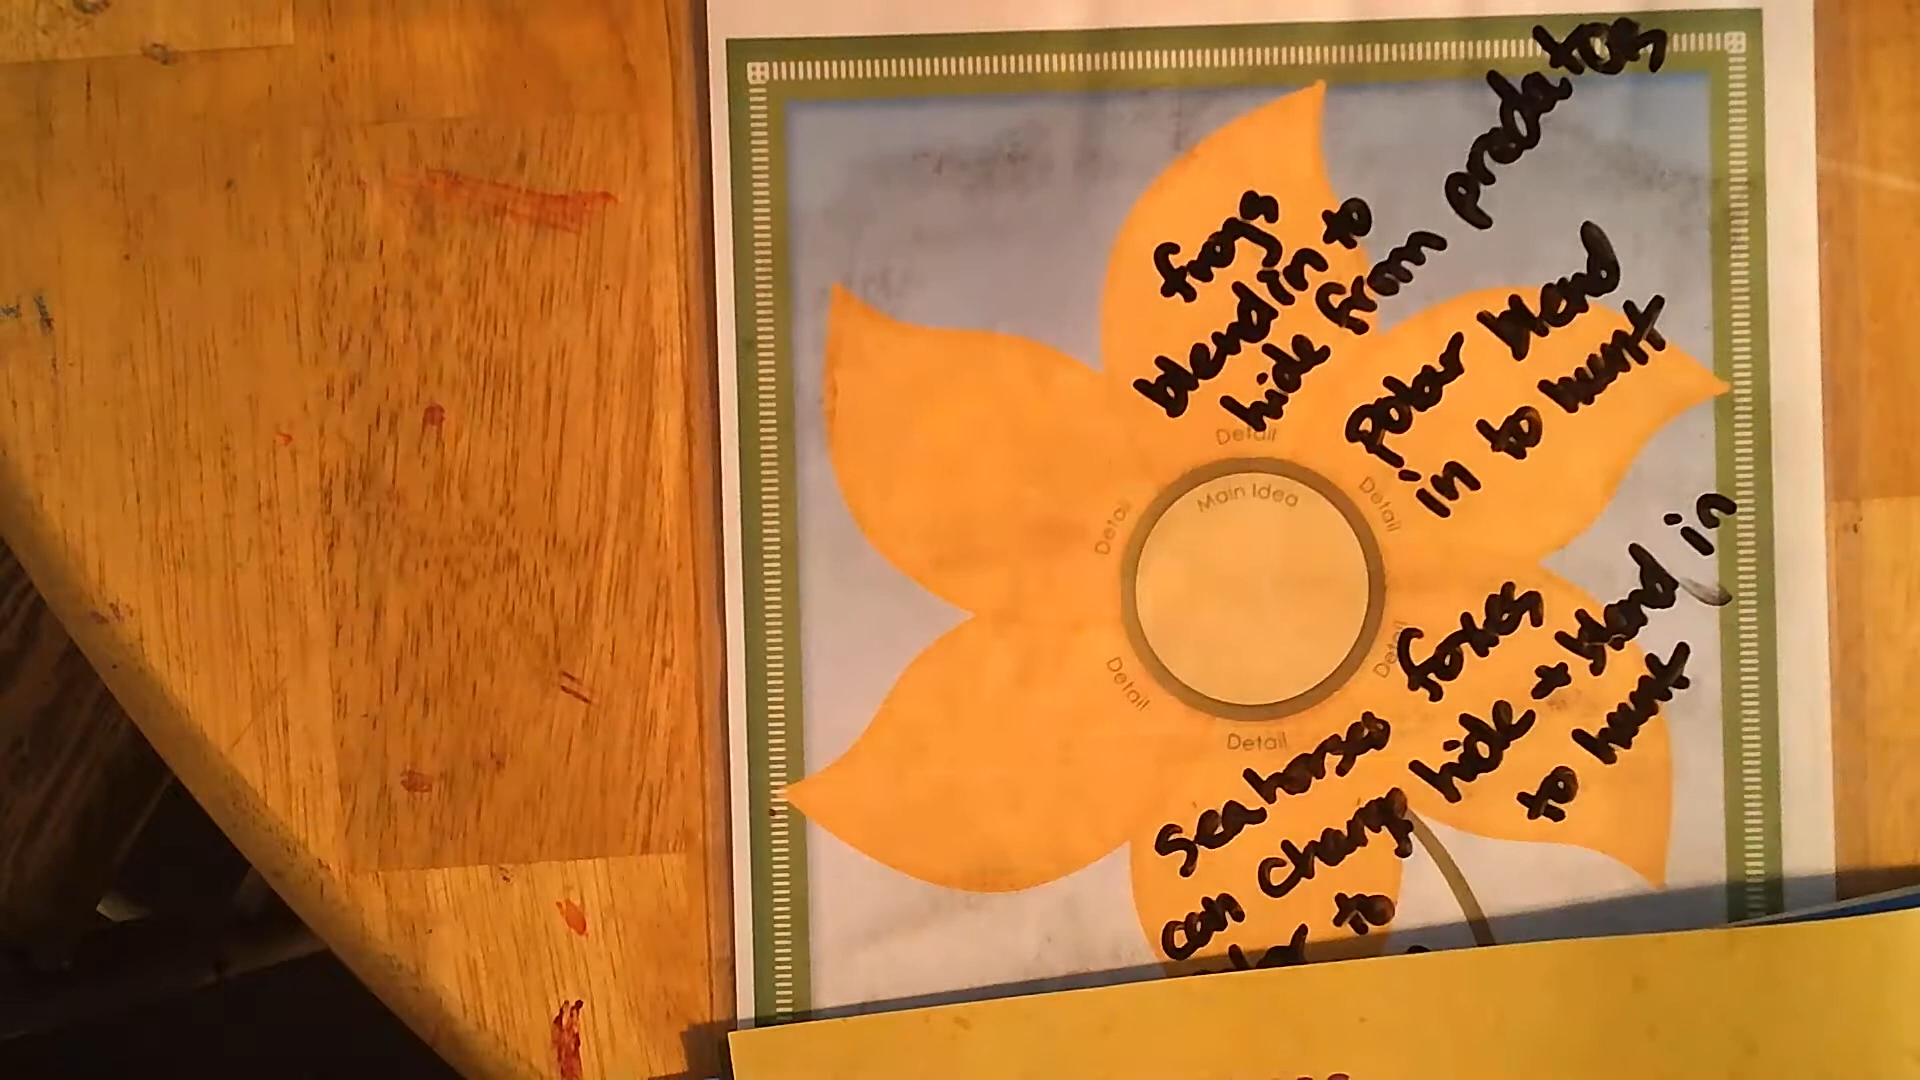 frogs
blend in to
hide from predators
Polar blend
in to hunt
Detail
Main Idea
Detail
Detail
Detail
Detail
Detail
foxes
hide + blend in
to hunt
Sea horses
can change
to